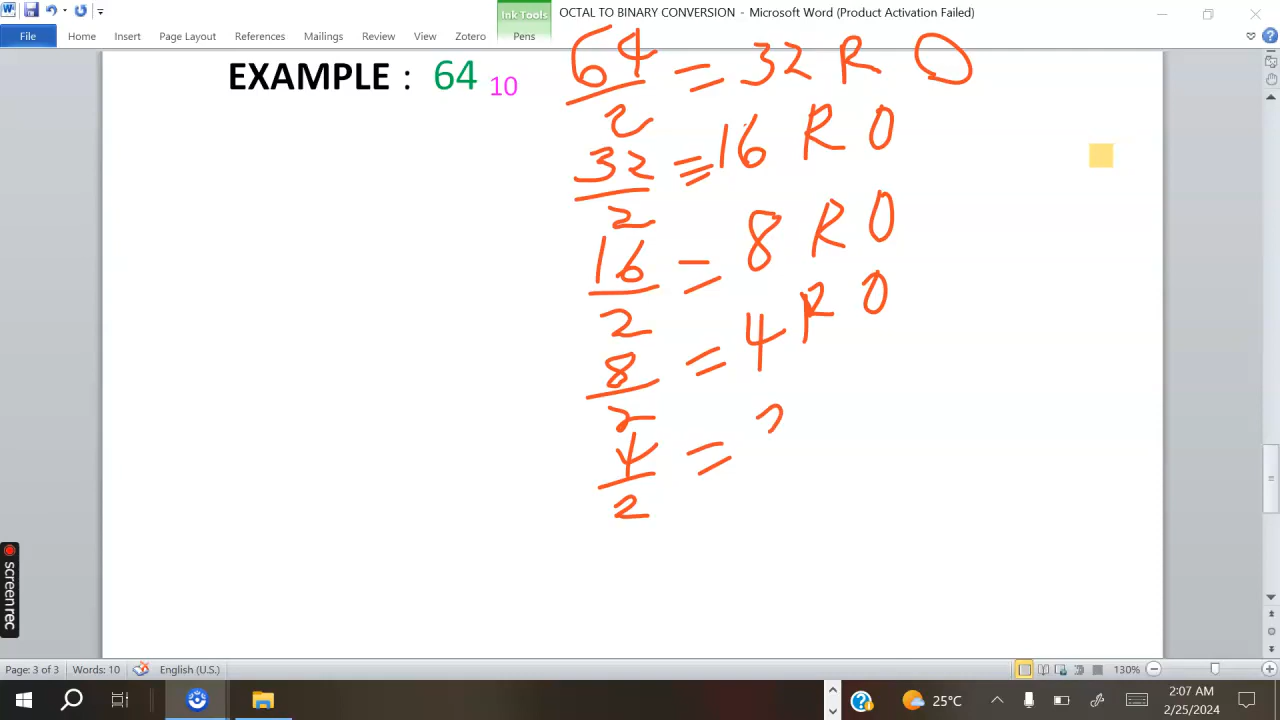 Ink Tools
OCTAL TO BINARY CONVERSION - Microsoft Word (Product Activation Failed)
File Home Insert Page Layout References Mailings Review View Zotero Pens
EXAMPLE : 64 10
64/2 = 32 R 0
32/2 = 16 R 0
16/2 = 8 R 0
8/2 = 4 R 0
4/2 =
screen rec
Page: 3 of 3 Words: 10 English (U.S.) 130%
25°C
2:07 AM
2/25/2024